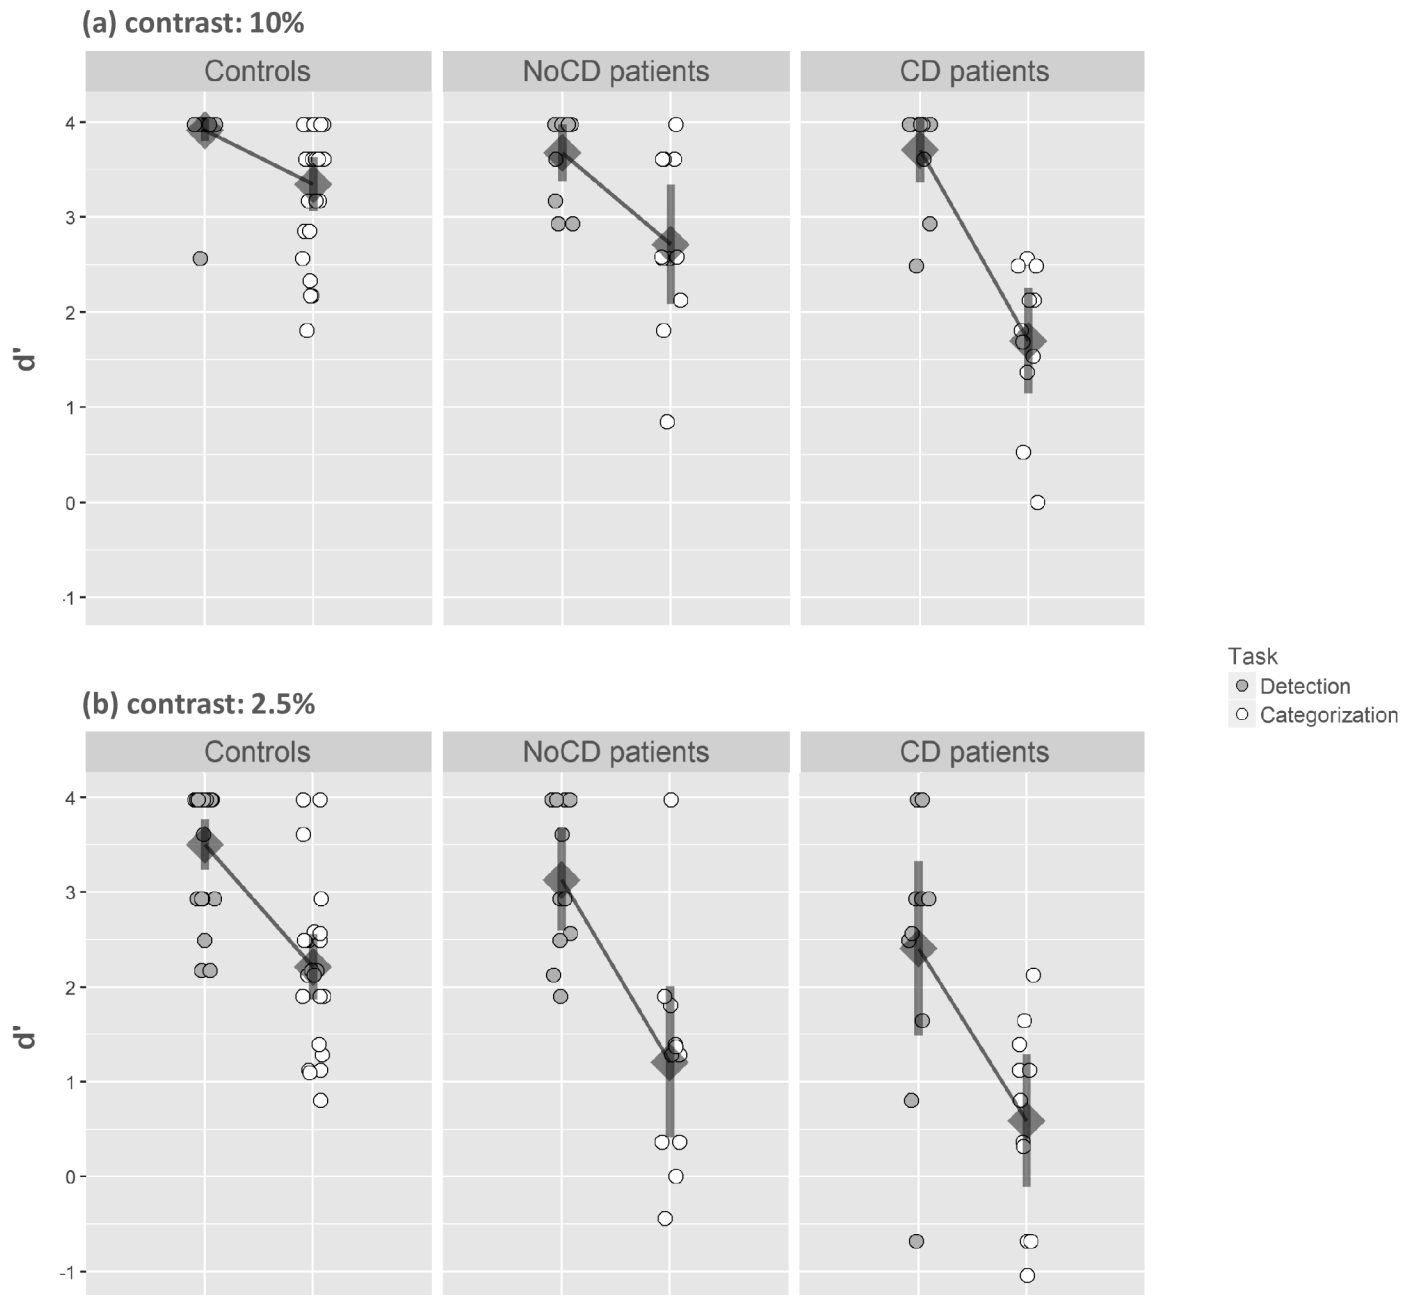 (a) contrast: 10%
Controls NoCD patients CD patients
4
3
2
1
0
-1
d'
Task
Detection
Categorization
(b) contrast: 2.5%
Controls NoCD patients CD patients
4
3
2
1
0
-1
d'